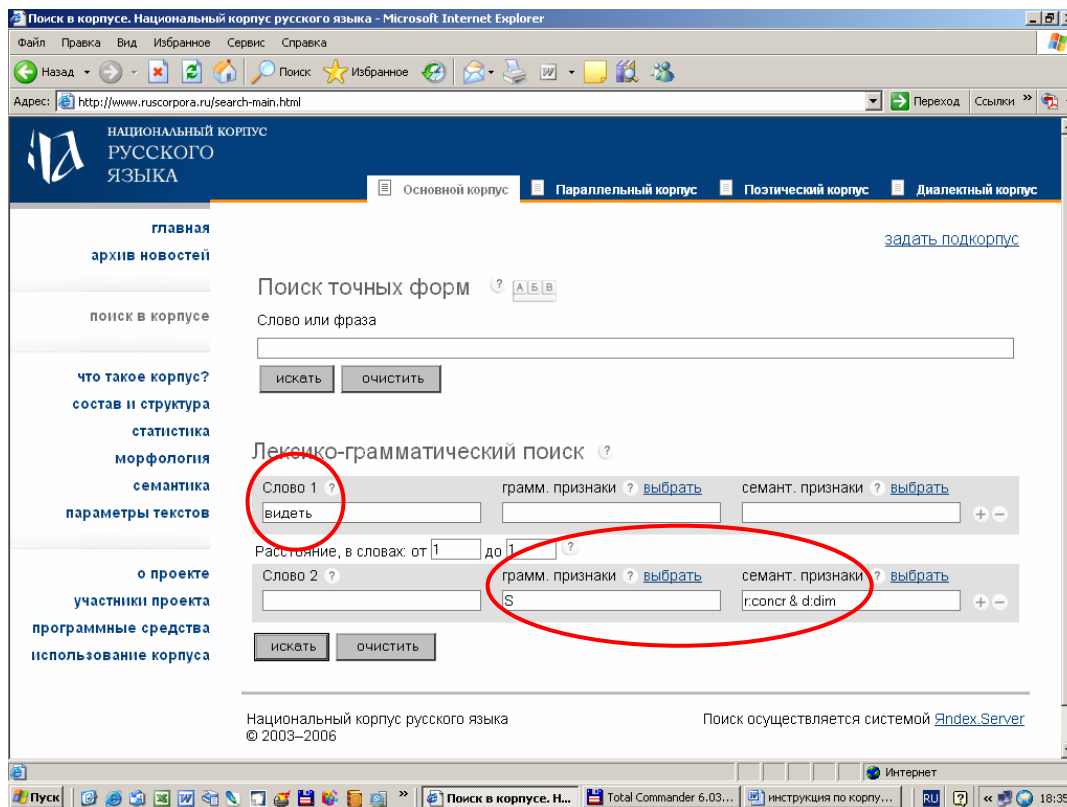 Поиск в корпусе. Национальный корпус русского языка - Microsoft Internet Explorer
Файл Правка Вид Избранное Сервис Справка
Назад Поиск Избранное
Адрес: http://www.ruscorpora.ru/search-main.html Переход Ссылки »
НАЦИОНАЛЬНЫЙ КОРПУС
РУССКОГО
ЯЗЫКА
Основной корпус Параллельный корпус Поэтический корпус Диалектный корпус
главная
архив новостей
поиск в корпусе
что такое корпус?
состав и структура
статистика
морфология
семантика
параметры текстов
о проекте
участники проекта
программные средства
использование корпуса
задать подкорпус
Поиск точных форм ? А Б В
Слово или фраза
искать очистить
Лексико-грамматический поиск ?
Слово 1 ? грамм. признаки ? выбрать семант. признаки ? выбрать
видеть + −
Расстояние, в словах: от 1 до 1 ?
Слово 2 ? грамм. признаки ? выбрать семант. признаки ? выбрать
S r:concr & d:dim + −
искать очистить
Национальный корпус русского языка Поиск осуществляется системой Яndex.Server
© 2003–2006
Интернет
Пуск » Поиск в корпусе. Н... Total Commander 6.03... инструкция по корпу... RU ? « 18:35